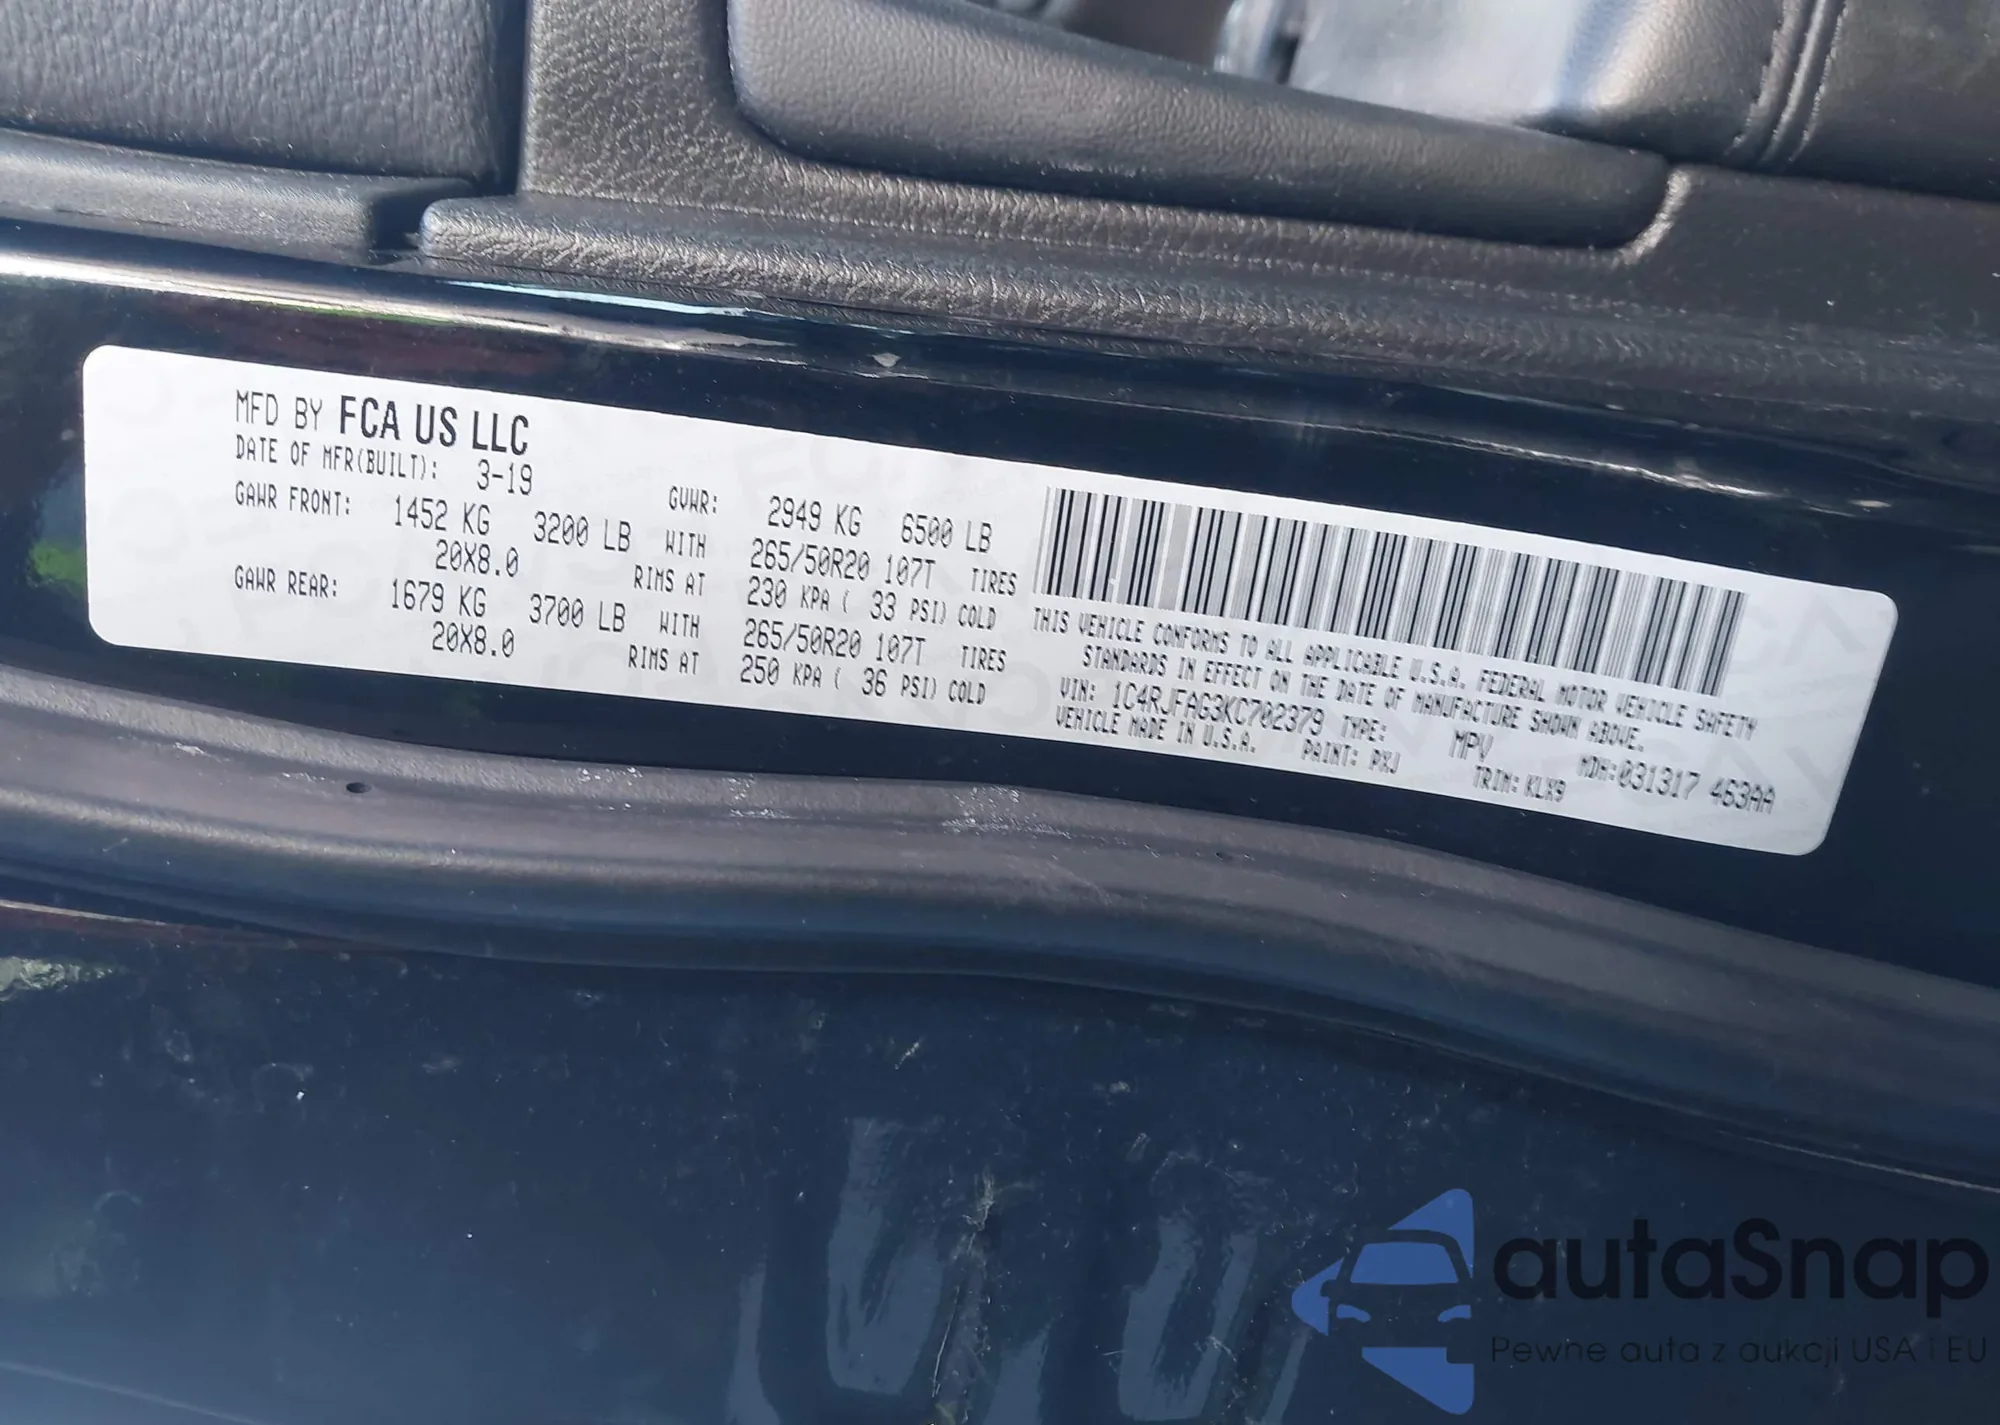 MFD BY FCA US LLC
DATE OF MFR(BUILT): 3-19 GVWR: 2949 KG 6500 LB
GAWR FRONT: 1452 KG 3200 LB WITH 265/50R20 107T TIRES
20X8.0 RIMS AT 230 KPA ( 33 PSI) COLD
GAWR REAR: 1679 KG 3700 LB WITH 265/50R20 107T TIRES
20X8.0 RIMS AT 250 KPA ( 36 PSI) COLD
THIS VEHICLE CONFORMS TO ALL APPLICABLE U.S.A. FEDERAL MOTOR VEHICLE SAFETY
STANDARDS IN EFFECT ON THE DATE OF MANUFACTURE SHOWN ABOVE.
VIN: 1C4RJFAG3KC702379 TYPE: MPV MDH:031317 463AA
VEHICLE MADE IN U.S.A. PAINT: PXJ TRIM: KLX9
autaSnap
Pewne auta z aukcji USA i EU